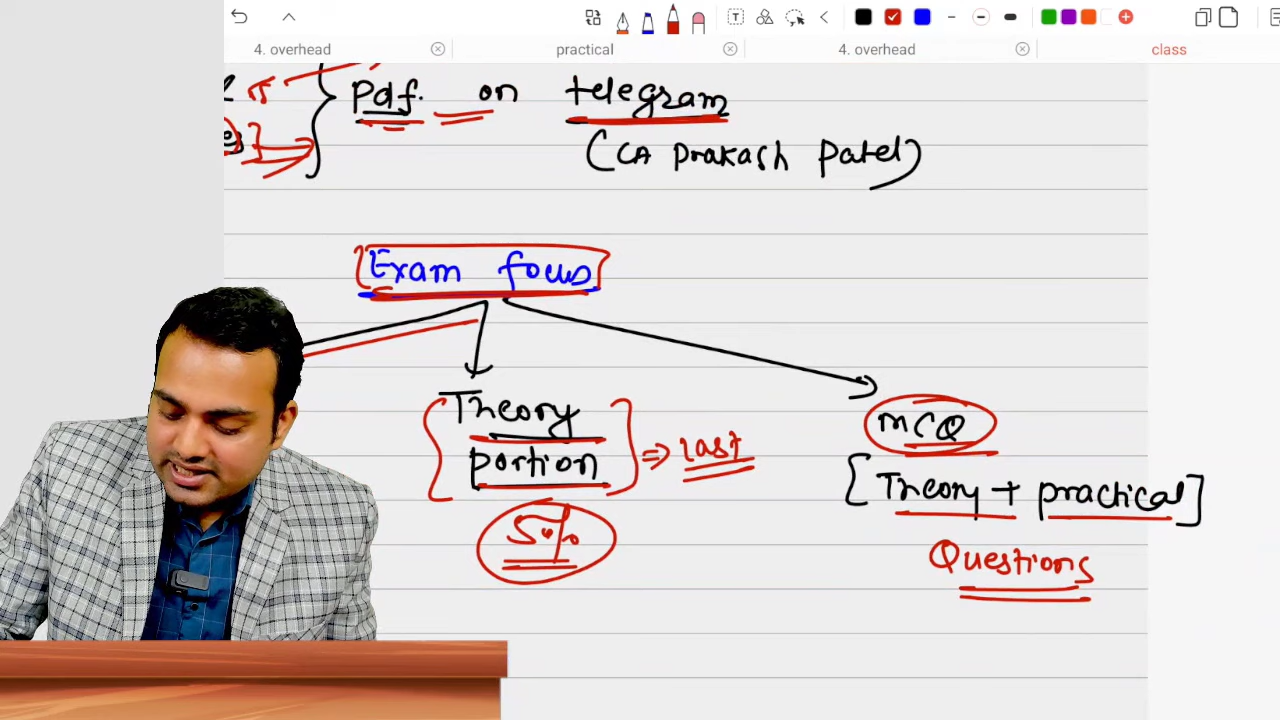 4. overhead
practical
4. overhead
class
Pdf. on telegram
(CA Prakash Patel)
Exam focus
Theory
portion
⇒ last
5%
MCQ
[Theory + practical]
Questions